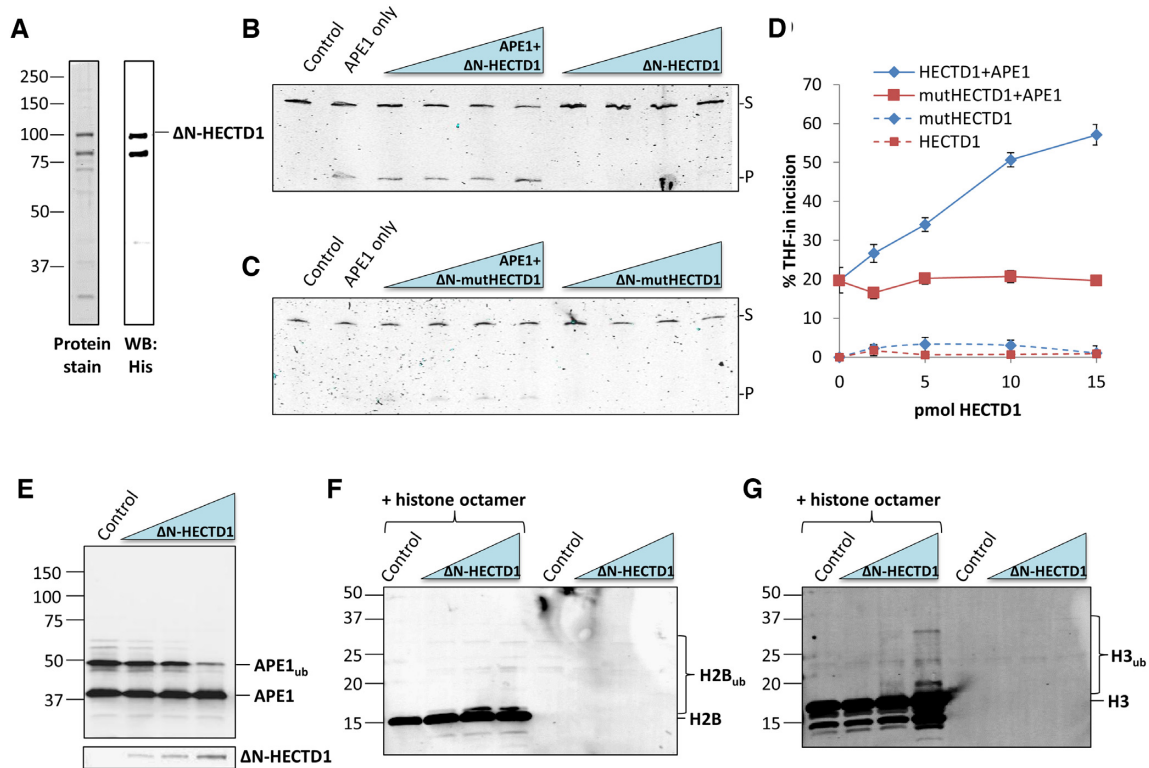 A
250
150
100
75
50
37
ΔN-HECTD1
Protein
stain
WB:
His
B
Control
APE1 only
APE1+
ΔN-HECTD1
ΔN-HECTD1
S
P
C
Control
APE1 only
APE1+
ΔN-mutHECTD1
ΔN-mutHECTD1
S
P
D
HECTD1+APE1
mutHECTD1+APE1
mutHECTD1
HECTD1
% THF-in incision
70
60
50
40
30
20
10
0
0 5 10 15
pmol HECTD1
E
Control
ΔN-HECTD1
150
100
75
50
37
APE1ub
APE1
ΔN-HECTD1
F
+ histone octamer
Control
ΔN-HECTD1
Control
ΔN-HECTD1
50
37
25
20
15
H2Bub
H2B
G
+ histone octamer
Control
ΔN-HECTD1
Control
ΔN-HECTD1
50
37
25
20
15
H3ub
H3